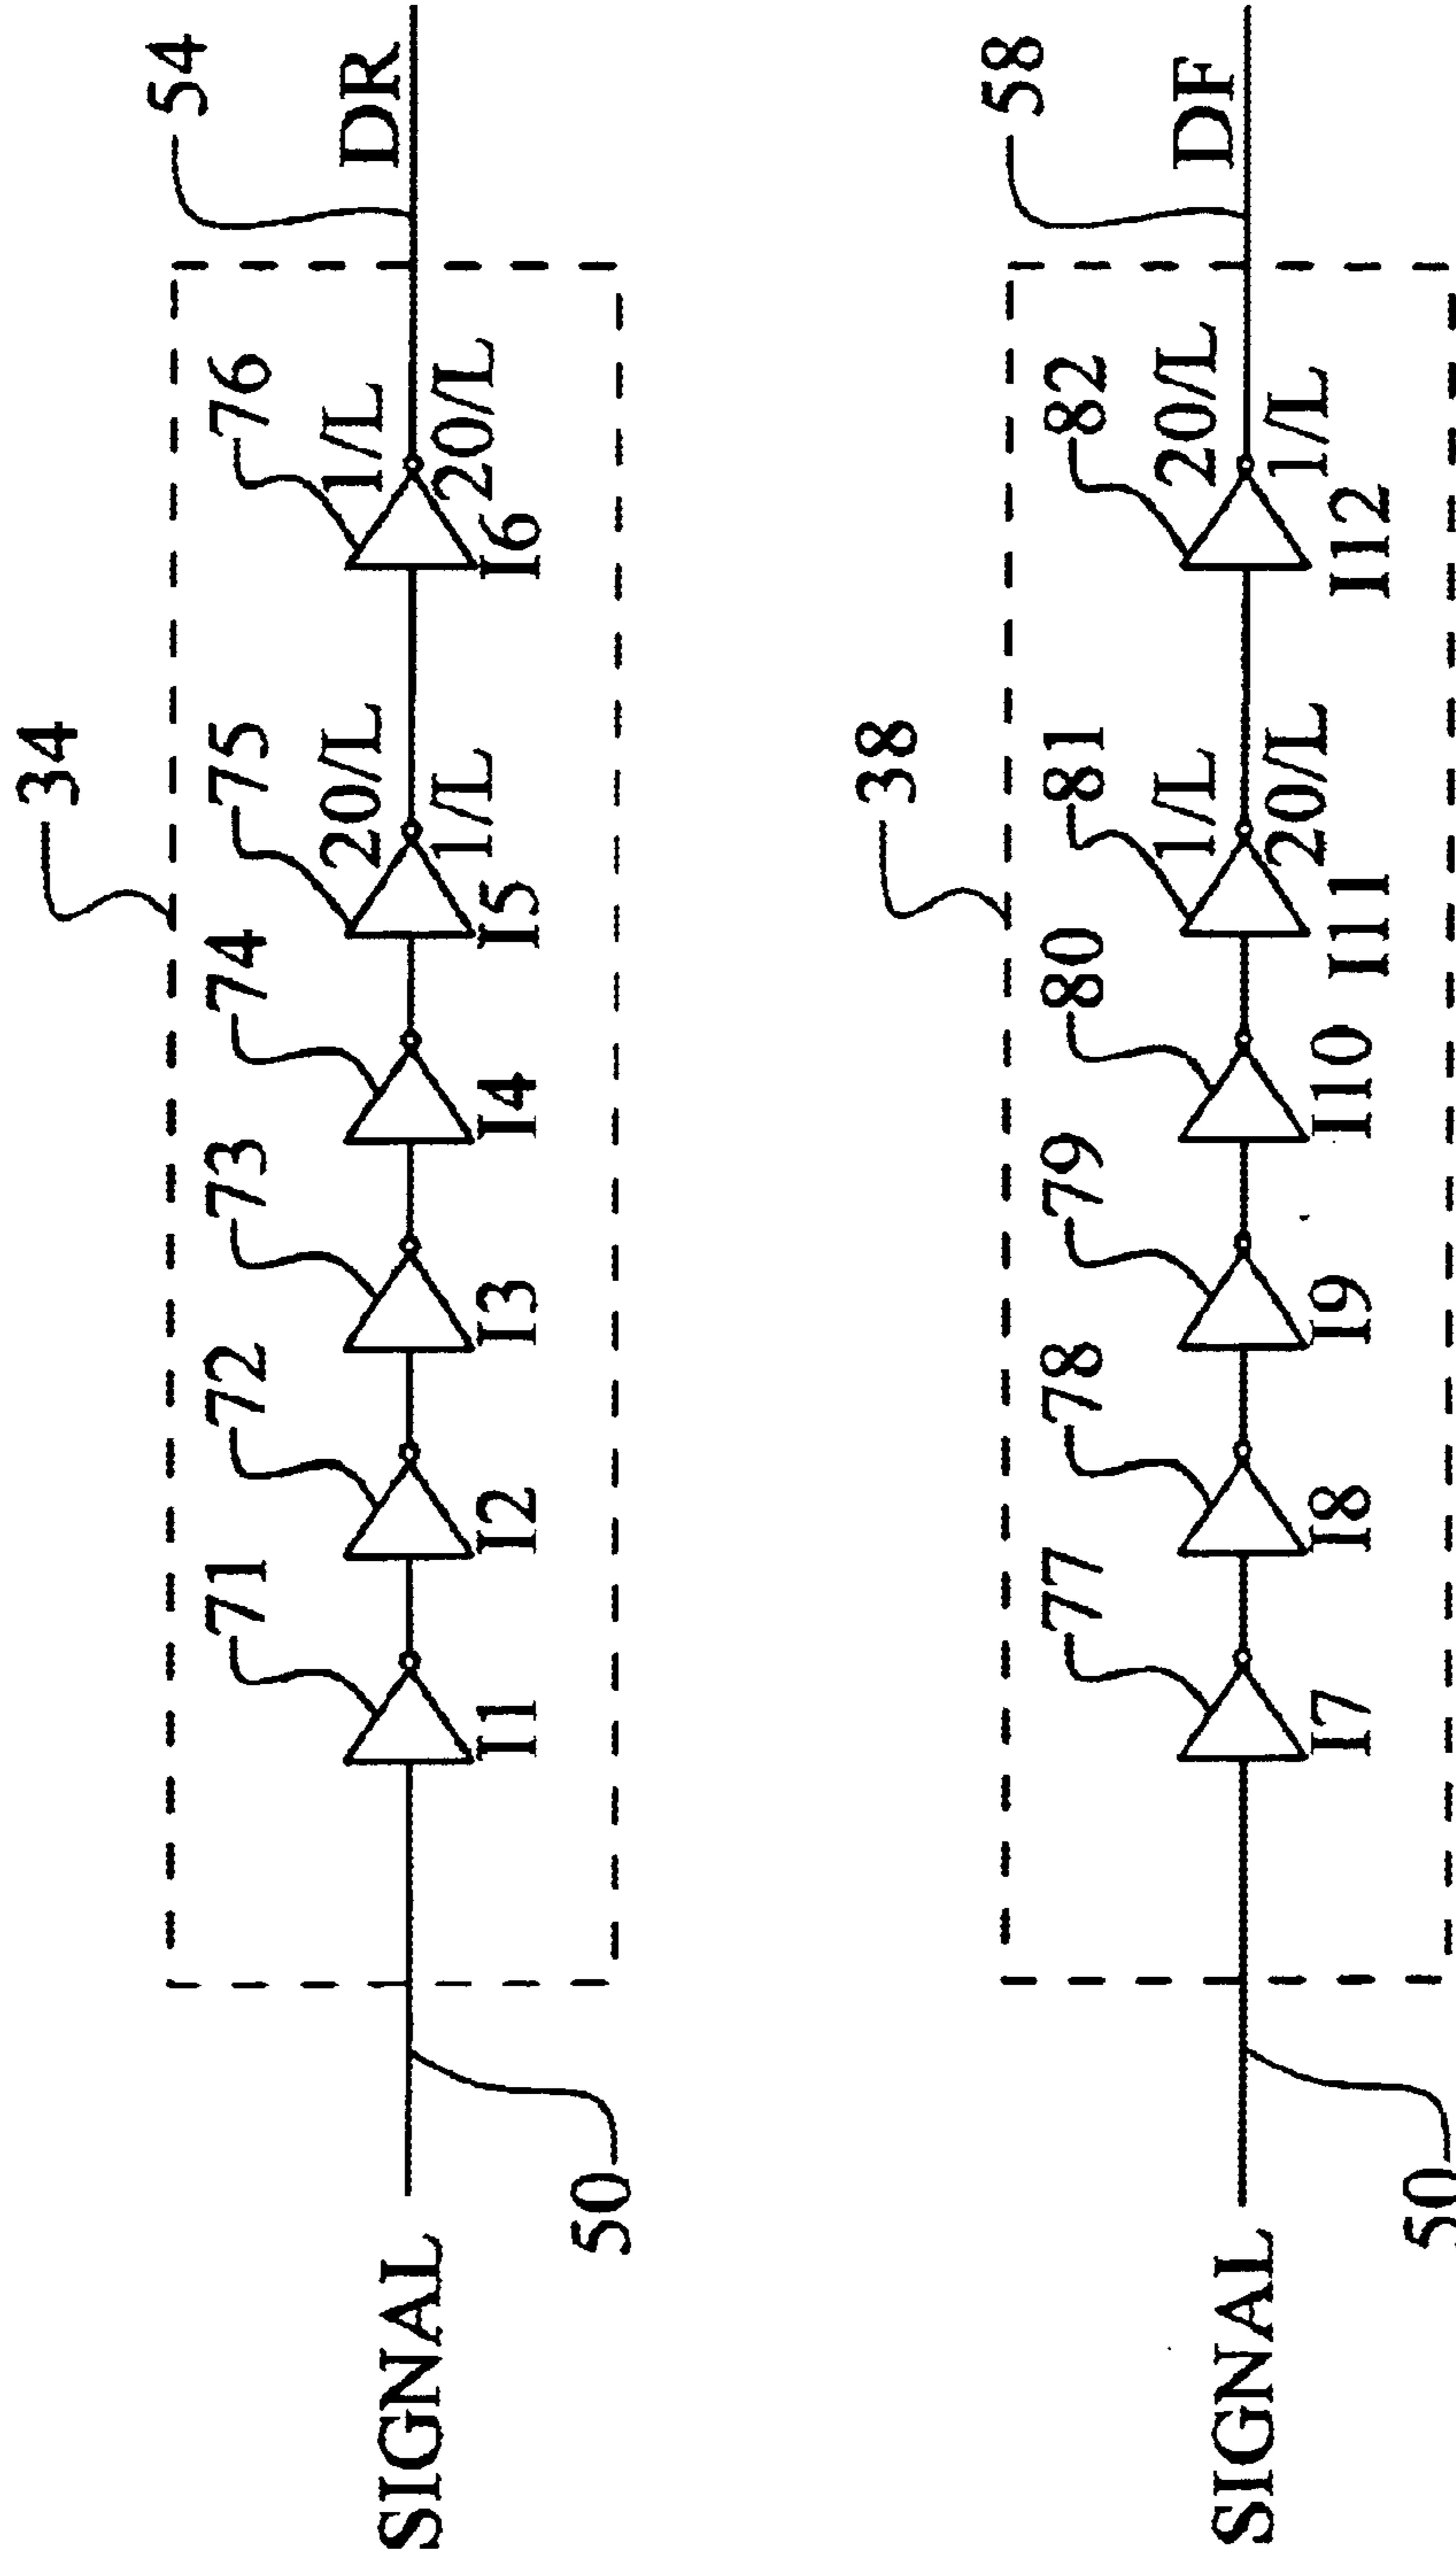 34
71 72 73 74 75 76 54
20/L 1/L DR
SIGNAL
1/L 20/L
I1 I2 I3 I4 I5 I6
50
38
77 78 79 80 81 82 58
1/L 20/L DF
SIGNAL
20/L 1/L
I7 I8 I9 I10 I11 I12
50